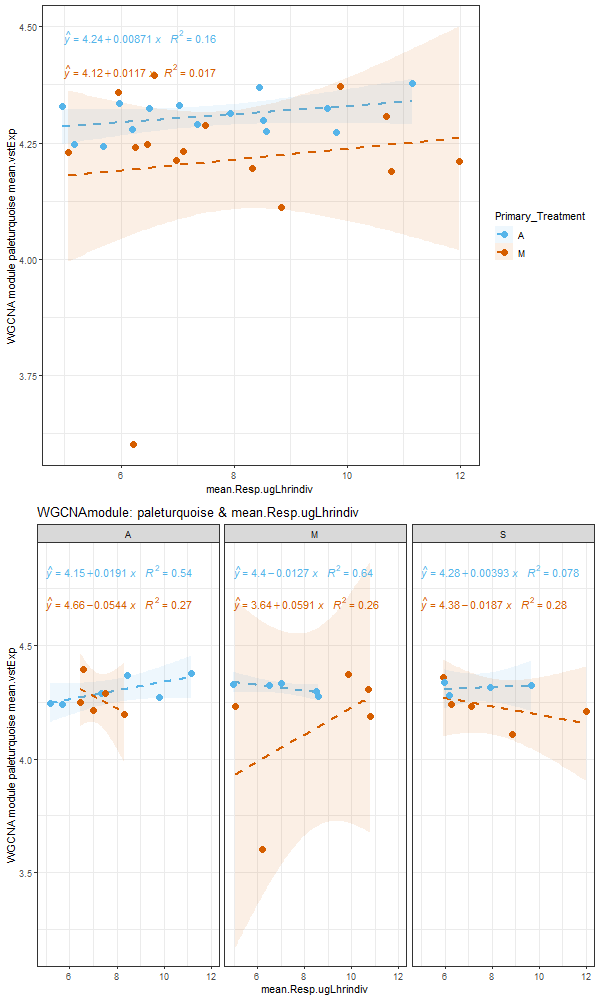 4.50
ŷ = 4.24 + 0.00871 x R² = 0.16
ŷ = 4.12 + 0.0117 x R² = 0.017
4.25
4.00
3.75
WGCNA module paleturquoise mean.vstExp
6 8 10 12
mean.Resp.ugLhrindiv
Primary_Treatment
A
M
WGCNAmodule: paleturquoise & mean.Resp.ugLhrindiv
A M S
ŷ = 4.15 + 0.0191 x R² = 0.54
ŷ = 4.66 − 0.0544 x R² = 0.27
ŷ = 4.4 − 0.0127 x R² = 0.64
ŷ = 3.64 + 0.0591 x R² = 0.26
ŷ = 4.28 + 0.00393 x R² = 0.078
ŷ = 4.38 − 0.0187 x R² = 0.28
4.5
4.0
3.5
WGCNA module paleturquoise mean.vstExp
6 8 10 12 6 8 10 12 6 8 10 12
mean.Resp.ugLhrindiv